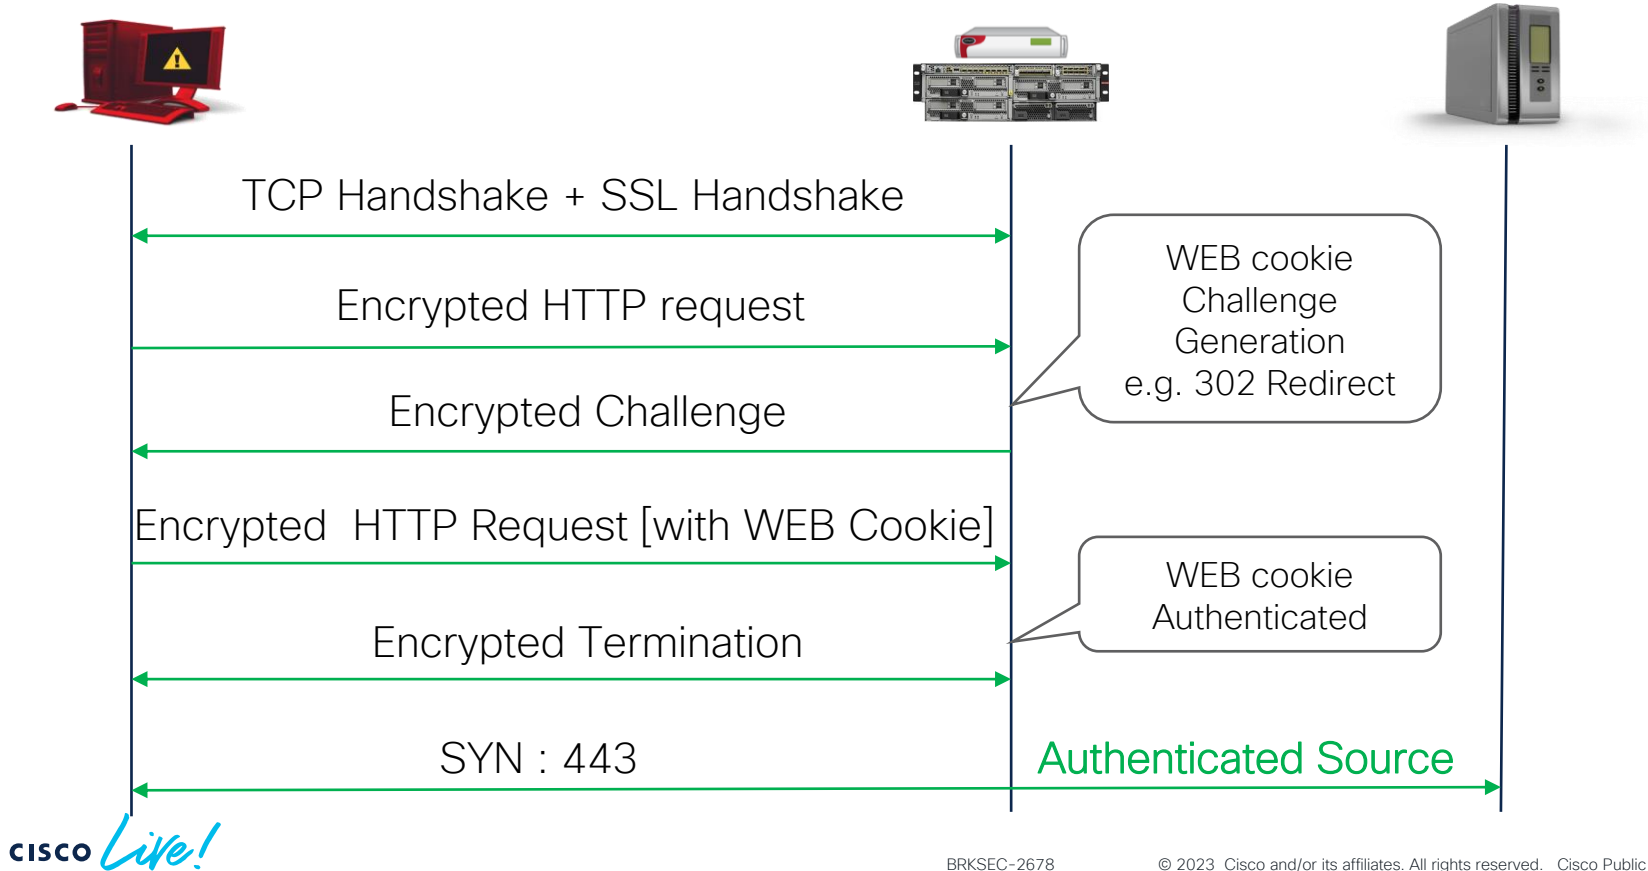 TCP Handshake + SSL Handshake
WEB cookie
Challenge
Generation
e.g. 302 Redirect
Encrypted HTTP request
Encrypted Challenge
Encrypted HTTP Request [with WEB Cookie]
WEB cookie
Authenticated
Encrypted Termination
SYN : 443
Authenticated Source
CISCO Live!
BRKSEC-2678
© 2023 Cisco and/or its affiliates. All rights reserved. Cisco Public